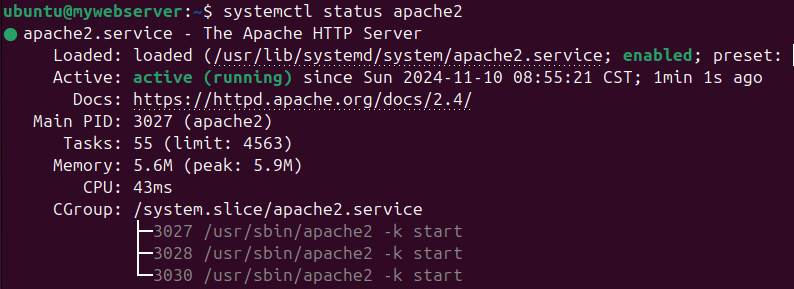 ubuntu@mywebserver:~$ systemctl status apache2
● apache2.service - The Apache HTTP Server
Loaded: loaded (/usr/lib/systemd/system/apache2.service; enabled; preset:
Active: active (running) since Sun 2024-11-10 08:55:21 CST; 1min 1s ago
Docs: https://httpd.apache.org/docs/2.4/
Main PID: 3027 (apache2)
Tasks: 55 (limit: 4563)
Memory: 5.6M (peak: 5.9M)
CPU: 43ms
CGroup: /system.slice/apache2.service
├─3027 /usr/sbin/apache2 -k start
├─3028 /usr/sbin/apache2 -k start
└─3030 /usr/sbin/apache2 -k start